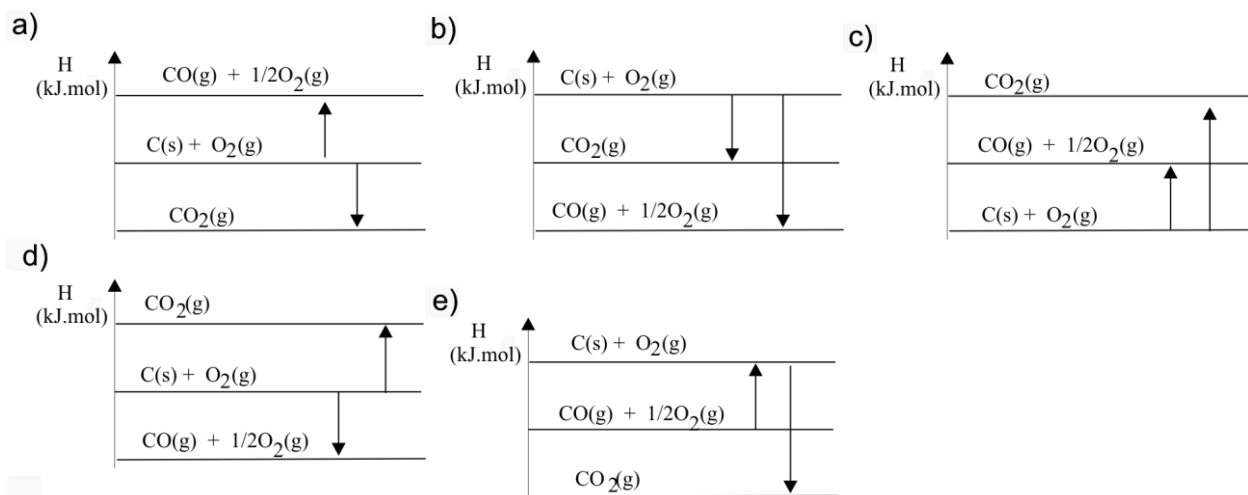 a)
H
(kJ.mol)
CO(g) + 1/2O2(g)
C(s) + O2(g)
CO2(g)
b)
H
(kJ.mol)
C(s) + O2(g)
CO2(g)
CO(g) + 1/2O2(g)
c)
H
(kJ.mol)
CO2(g)
CO(g) + 1/2O2(g)
C(s) + O2(g)
d)
H
(kJ.mol)
CO2(g)
C(s) + O2(g)
CO(g) + 1/2O2(g)
e)
H
(kJ.mol)
C(s) + O2(g)
CO(g) + 1/2O2(g)
CO2(g)